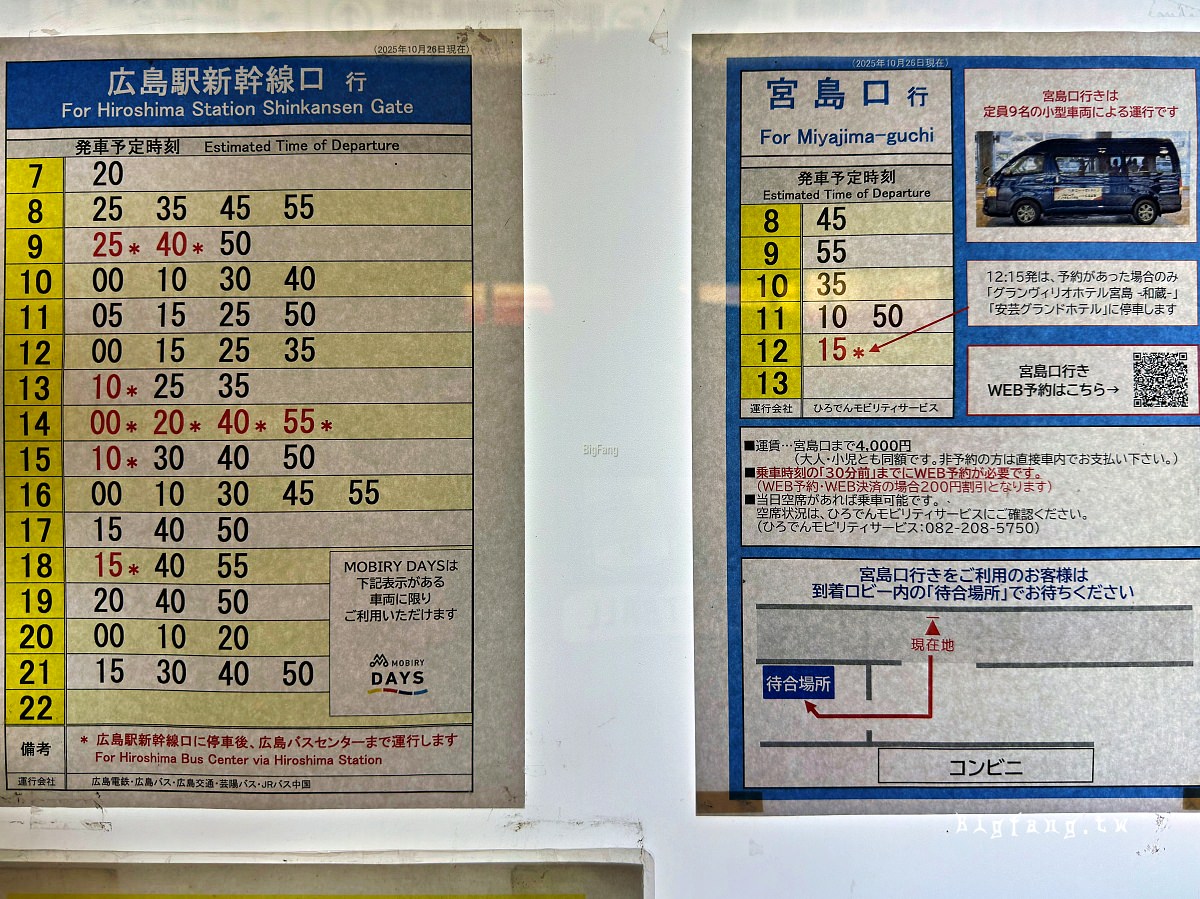 (2025年10月26日現在)
広島駅新幹線口 行
For Hiroshima Station Shinkansen Gate
発車予定時刻 Estimated Time of Departure
7 20
8 25 35 45 55
9 25* 40* 50
10 00 10 30 40
11 05 15 25 50
12 00 15 25 35
13 10* 25 35
14 00* 20* 40* 55*
15 10* 30 40 50
16 00 10 30 45 55
17 15 40 50
18 15* 40 55
19 20 40 50
20 00 10 20
21 15 30 40 50
22
MOBIRY DAYSは
下記表示がある
車両に限り
ご利用いただけます
MOBIRY
DAYS
備考
* 広島駅新幹線口に停車後、広島バスセンターまで運行します
For Hiroshima Bus Center via Hiroshima Station
運行会社 広島電鉄・広島バス・広島交通・芸陽バス・JRバス中国
BigFang
(2025年10月26日現在)
宮島口 行
For Miyajima-guchi
発車予定時刻
Estimated Time of Departure
8 45
9 55
10 35
11 10 50
12 15*
13
運行会社 ひろでんモビリティサービス
宮島口行きは
定員9名の小型車両による運行です
12:15発は、予約があった場合のみ
「グランヴィリオホテル宮島 -和蔵-」
「安芸グランドホテル」に停車します
宮島口行き
WEB予約はこちら→
■運賃…宮島口まで4,000円
(大人・小児とも同額です。非予約の方は直接車内でお支払い下さい。)
■乗車時刻の「30分前」までにWEB予約が必要です。
(WEB予約・WEB決済の場合200円割引となります)
■当日空席があれば乗車可能です。
空席状況は、ひろでんモビリティサービスにご確認ください。
(ひろでんモビリティサービス:082-208-5750)
宮島口行きをご利用のお客様は
到着ロビー内の「待合場所」でお待ちください
現在地
待合場所
コンビニ
bigfang.tw